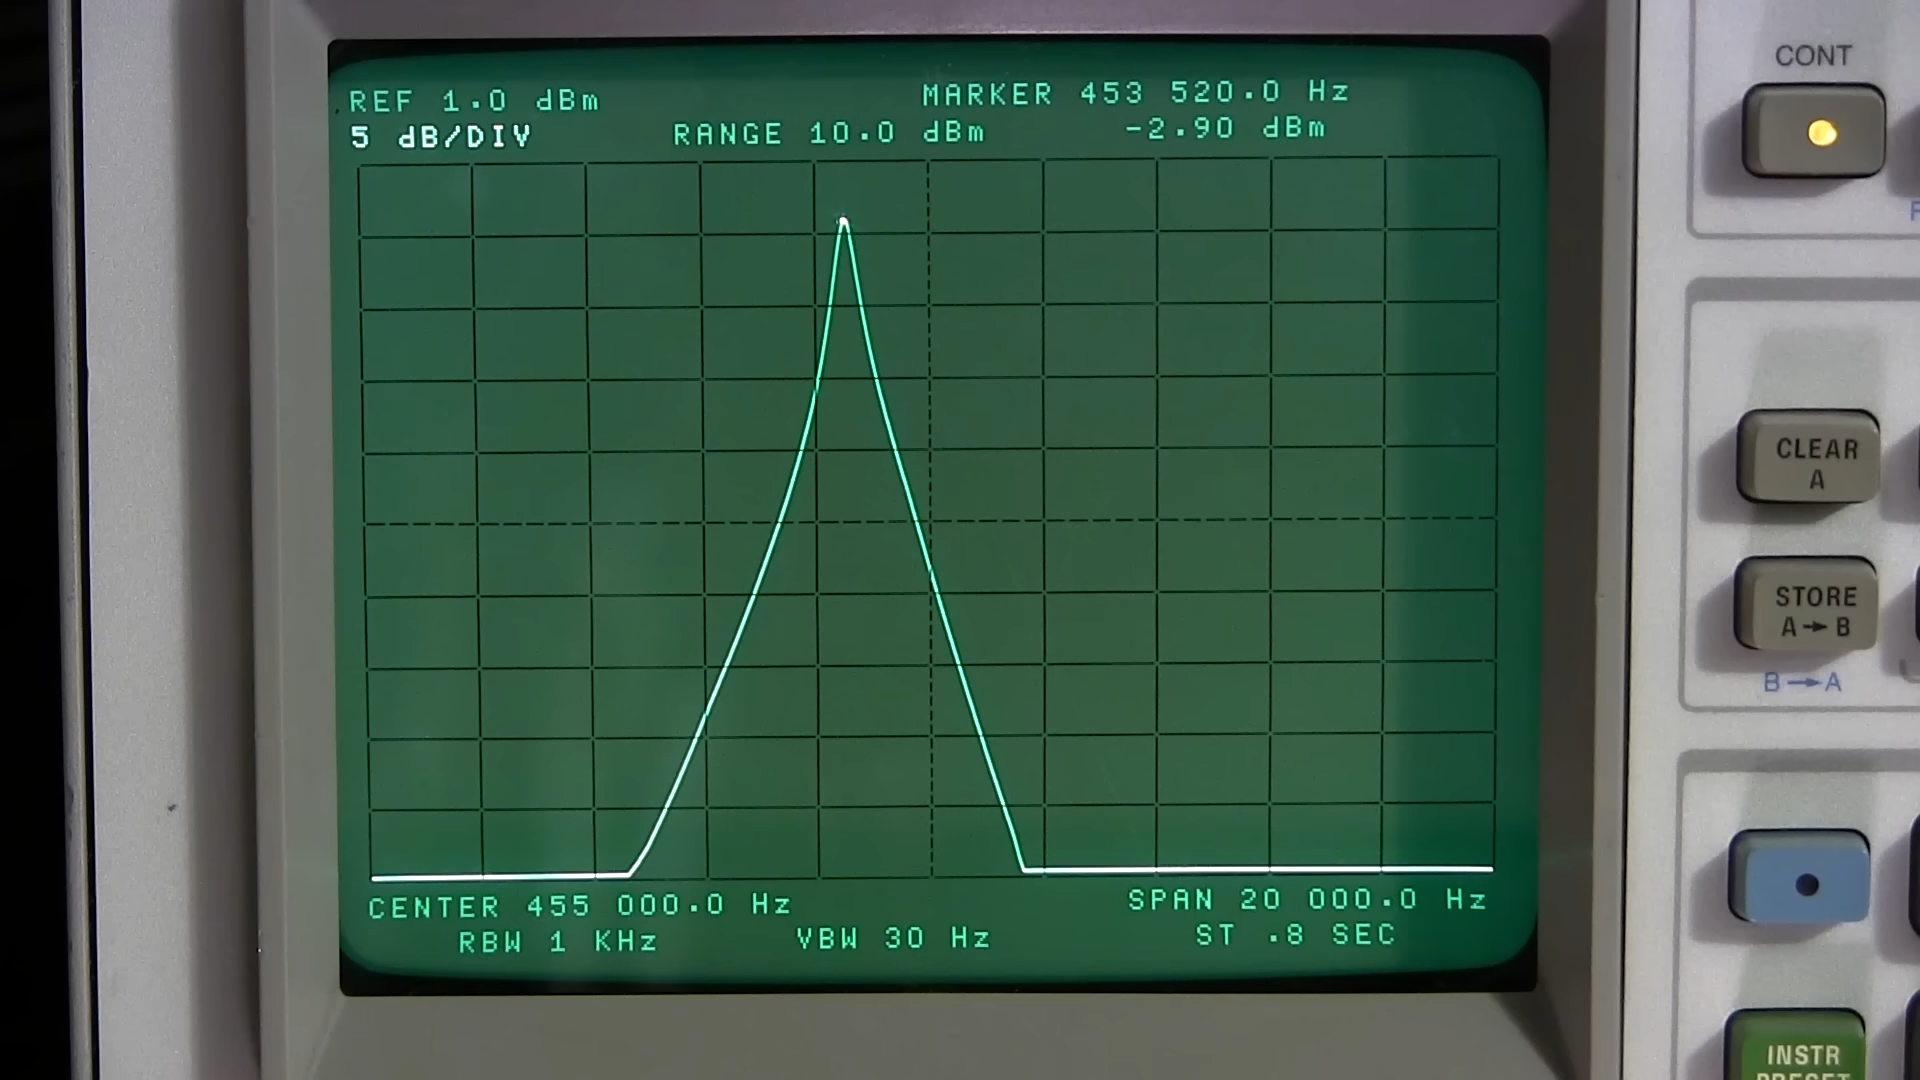 REF 1.0 dBm
MARKER 453 520.0 Hz
5 dB/DIV
RANGE 10.0 dBm
-2.90 dBm
CENTER 455 000.0 Hz
SPAN 20 000.0 Hz
RBW 1 KHz
VBW 30 Hz
ST .8 SEC
CONT
CLEAR
A
STORE
A→B
B→A
INSTR
PRESET